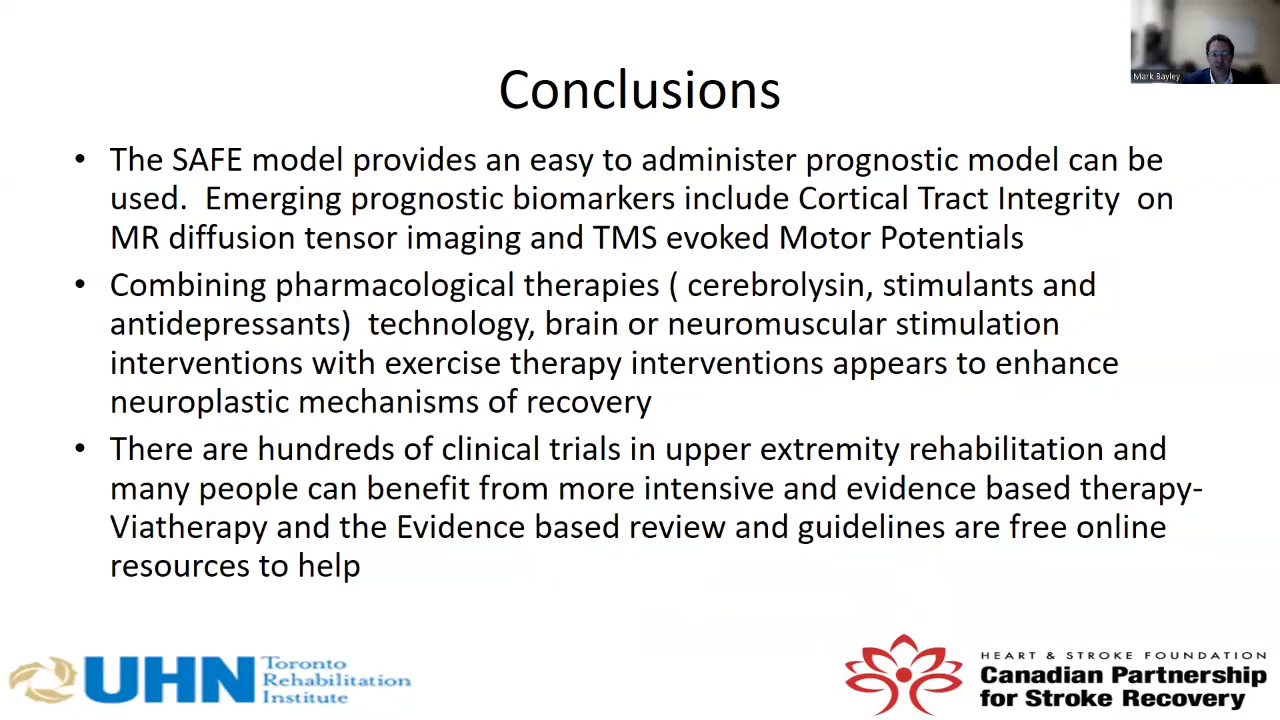 Mark Bayley
Conclusions
• The SAFE model provides an easy to administer prognostic model can be
used.  Emerging prognostic biomarkers include Cortical Tract Integrity  on
MR diffusion tensor imaging and TMS evoked Motor Potentials
• Combining pharmacological therapies ( cerebrolysin, stimulants and
antidepressants)  technology, brain or neuromuscular stimulation
interventions with exercise therapy interventions appears to enhance
neuroplastic mechanisms of recovery
• There are hundreds of clinical trials in upper extremity rehabilitation and
many people can benefit from more intensive and evidence based therapy-
Viatherapy and the Evidence based review and guidelines are free online
resources to help
UHN
Toronto
Rehabilitation
Institute
HEART & STROKE FOUNDATION
Canadian Partnership
for Stroke Recovery